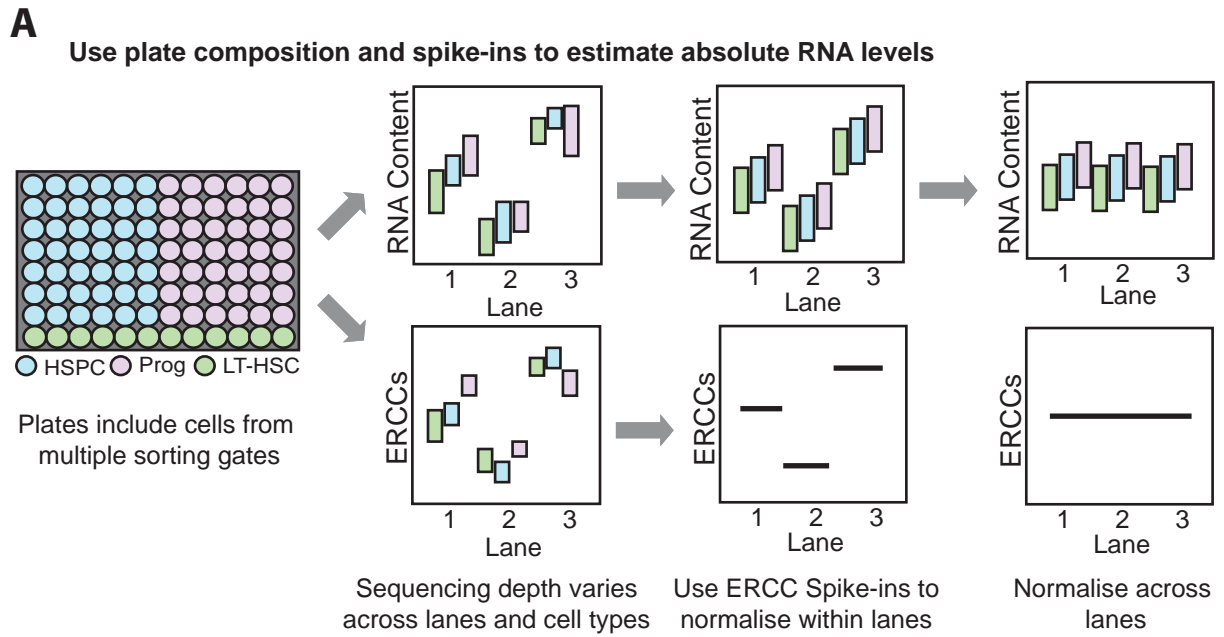 A
Use plate composition and spike-ins to estimate absolute RNA levels
HSPC Prog LT-HSC
Plates include cells from
multiple sorting gates
RNA Content
1 2 3
Lane
RNA Content
1 2 3
Lane
RNA Content
1 2 3
Lane
ERCCs
1 2 3
Lane
ERCCs
1 2 3
Lane
ERCCs
1 2 3
Lane
Sequencing depth varies
across lanes and cell types
Use ERCC Spike-ins to
normalise within lanes
Normalise across
lanes